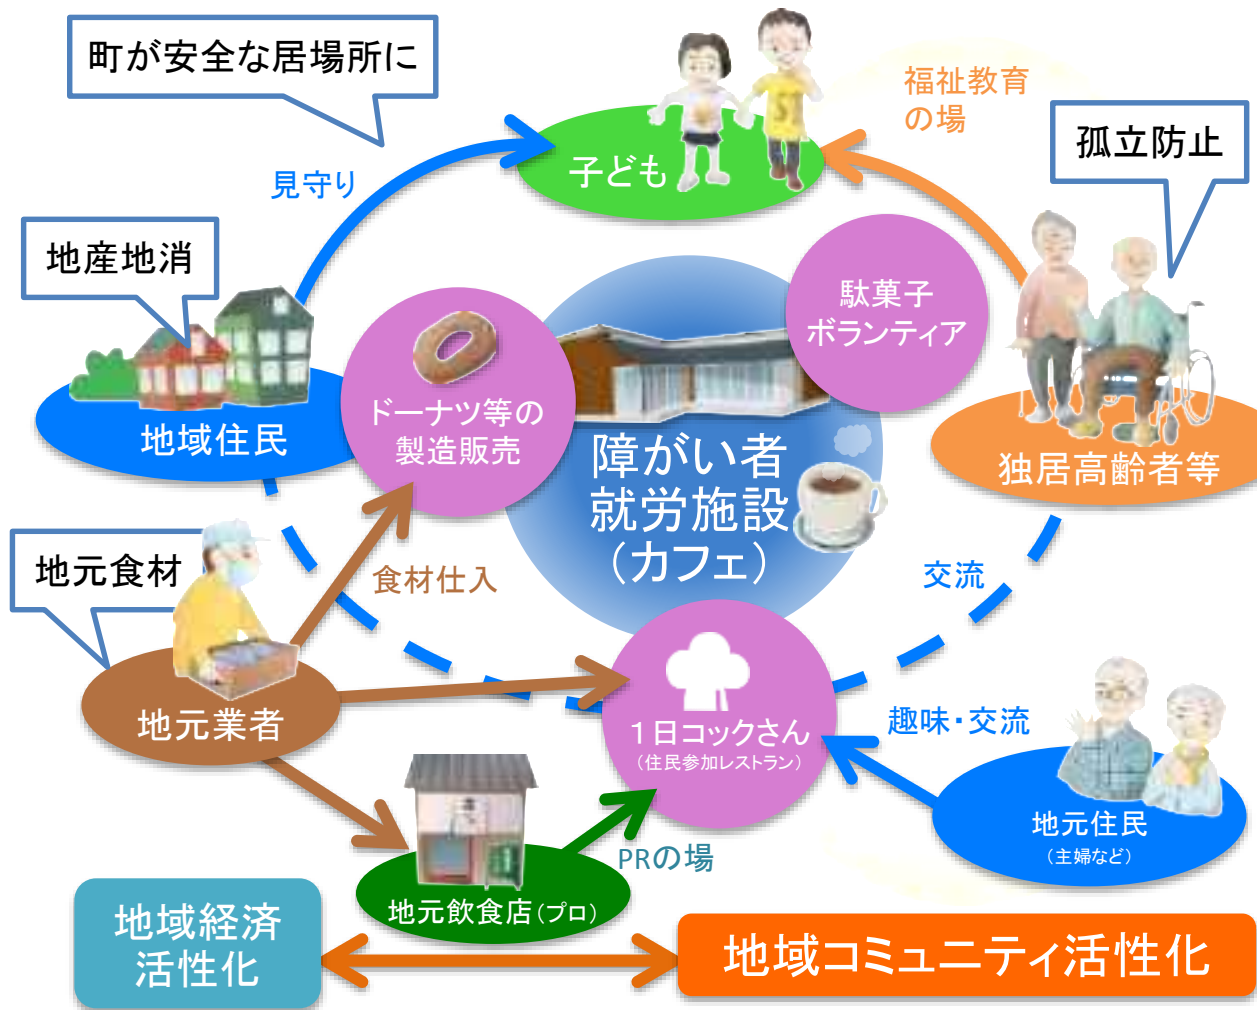 町が安全な居場所に
福祉教育
の場
孤立防止
子ども
見守り
地産地消
駄菓子
ボランティア
ドーナツ等の
製造販売
地域住民
障がい者
就労施設
（カフェ）
独居高齢者等
地元食材
食材仕入
交流
地元業者
１日コックさん
（住民参加レストラン）
趣味・交流
地元住民
（主婦など）
PRの場
地元飲食店（プロ）
地域経済
活性化
地域コミュニティ活性化